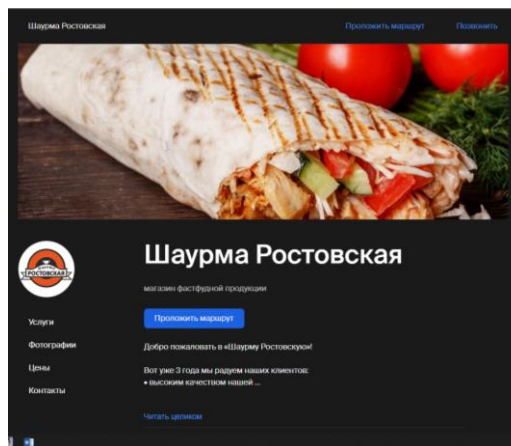 Шаурма Ростовская
Проложить маршрут
Позвонить
РОСТОВСКАЯ
Шаурма Ростовская
магазин фастфудной продукции
Проложить маршрут
Услуги
Фотографии
Цены
Контакты
Добро пожаловать в «Шаурму Ростовскую»!
Вот уже 3 года мы радуем наших клиентов:
• высоким качеством нашей ...
Читать целиком